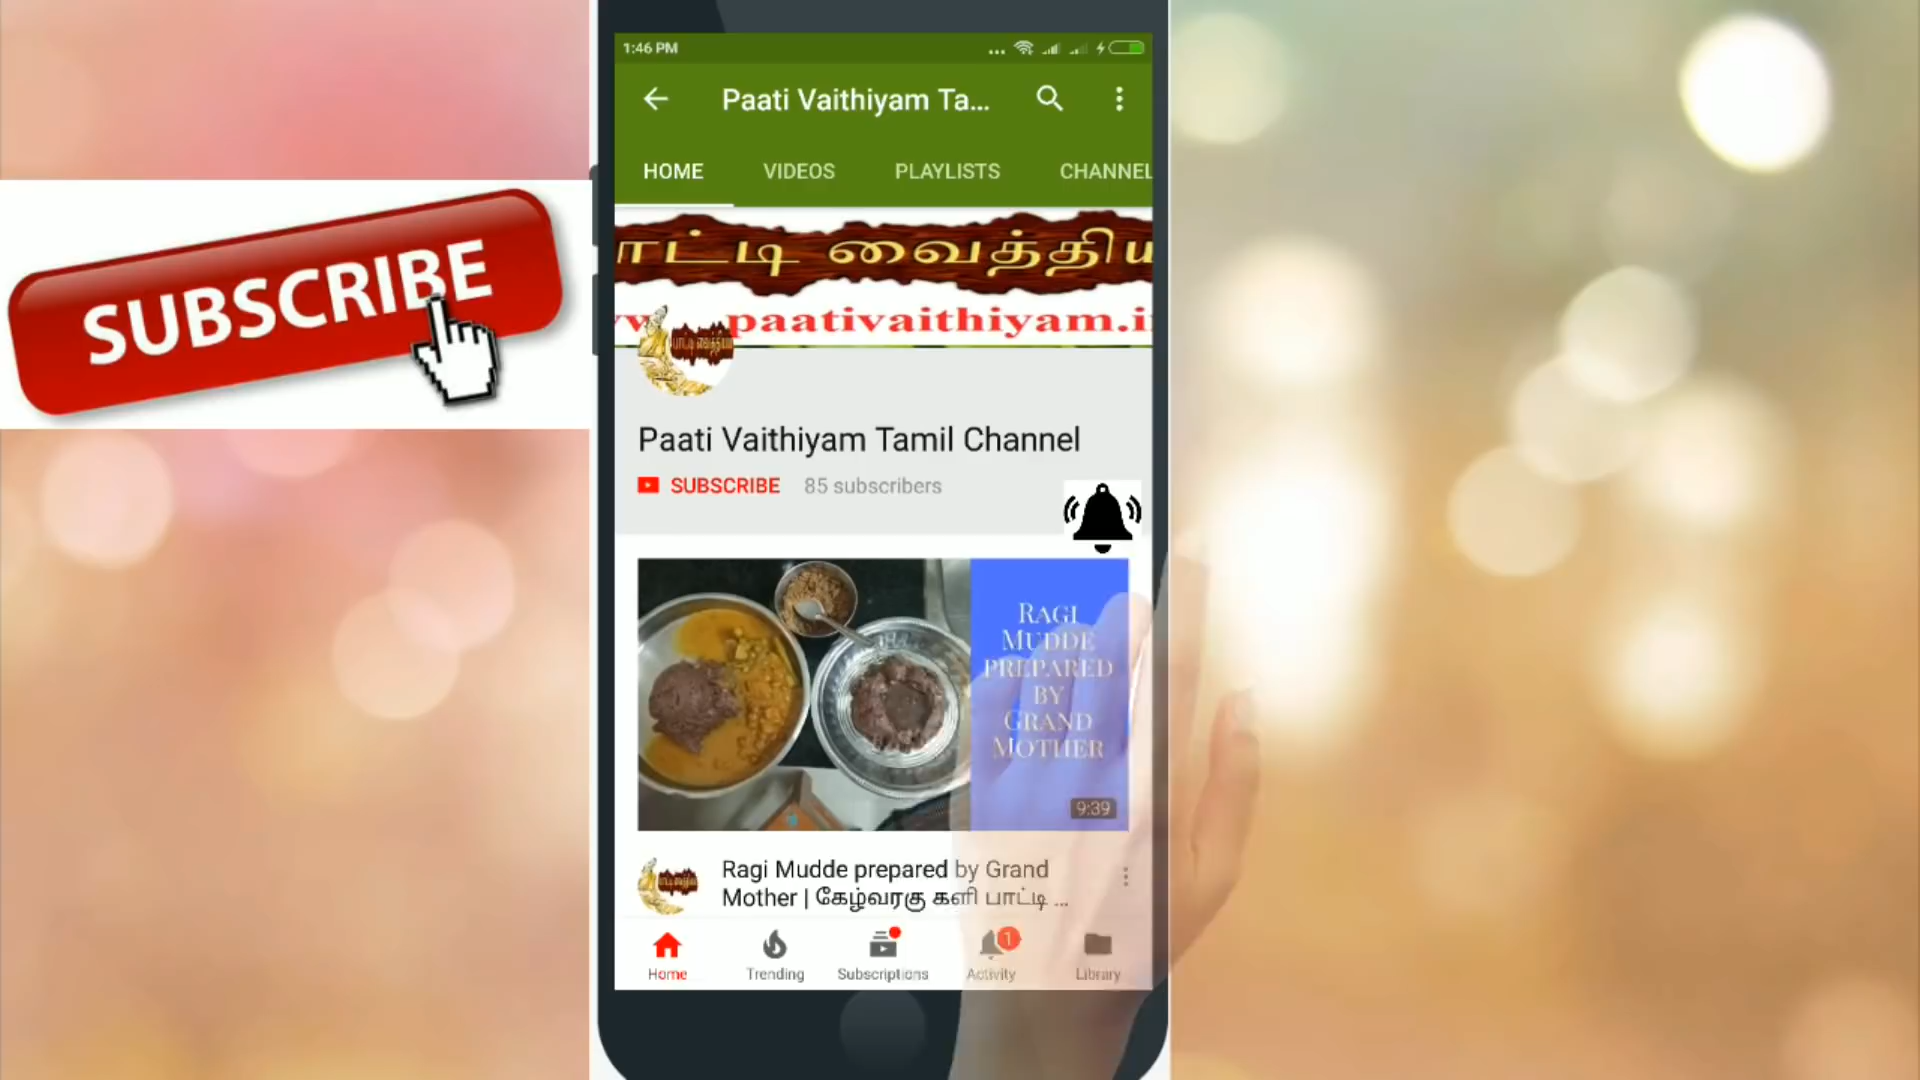 SUBSCRIBE
1:46 PM
Paati Vaithiyam Ta...
HOME VIDEOS PLAYLISTS CHANNEL
ாட்டி வைத்திய
paativaithiyam.i
பாட்டி வைத்திய
Paati Vaithiyam Tamil Channel
SUBSCRIBE 85 subscribers
RAGI
MUDDE
PREPARED
BY
GRAND
MOTHER
9:39
Ragi Mudde prepared by Grand
Mother | கேழ்வரகு களி பாட்டி ...
1
Home Trending Subscriptions Activity Library